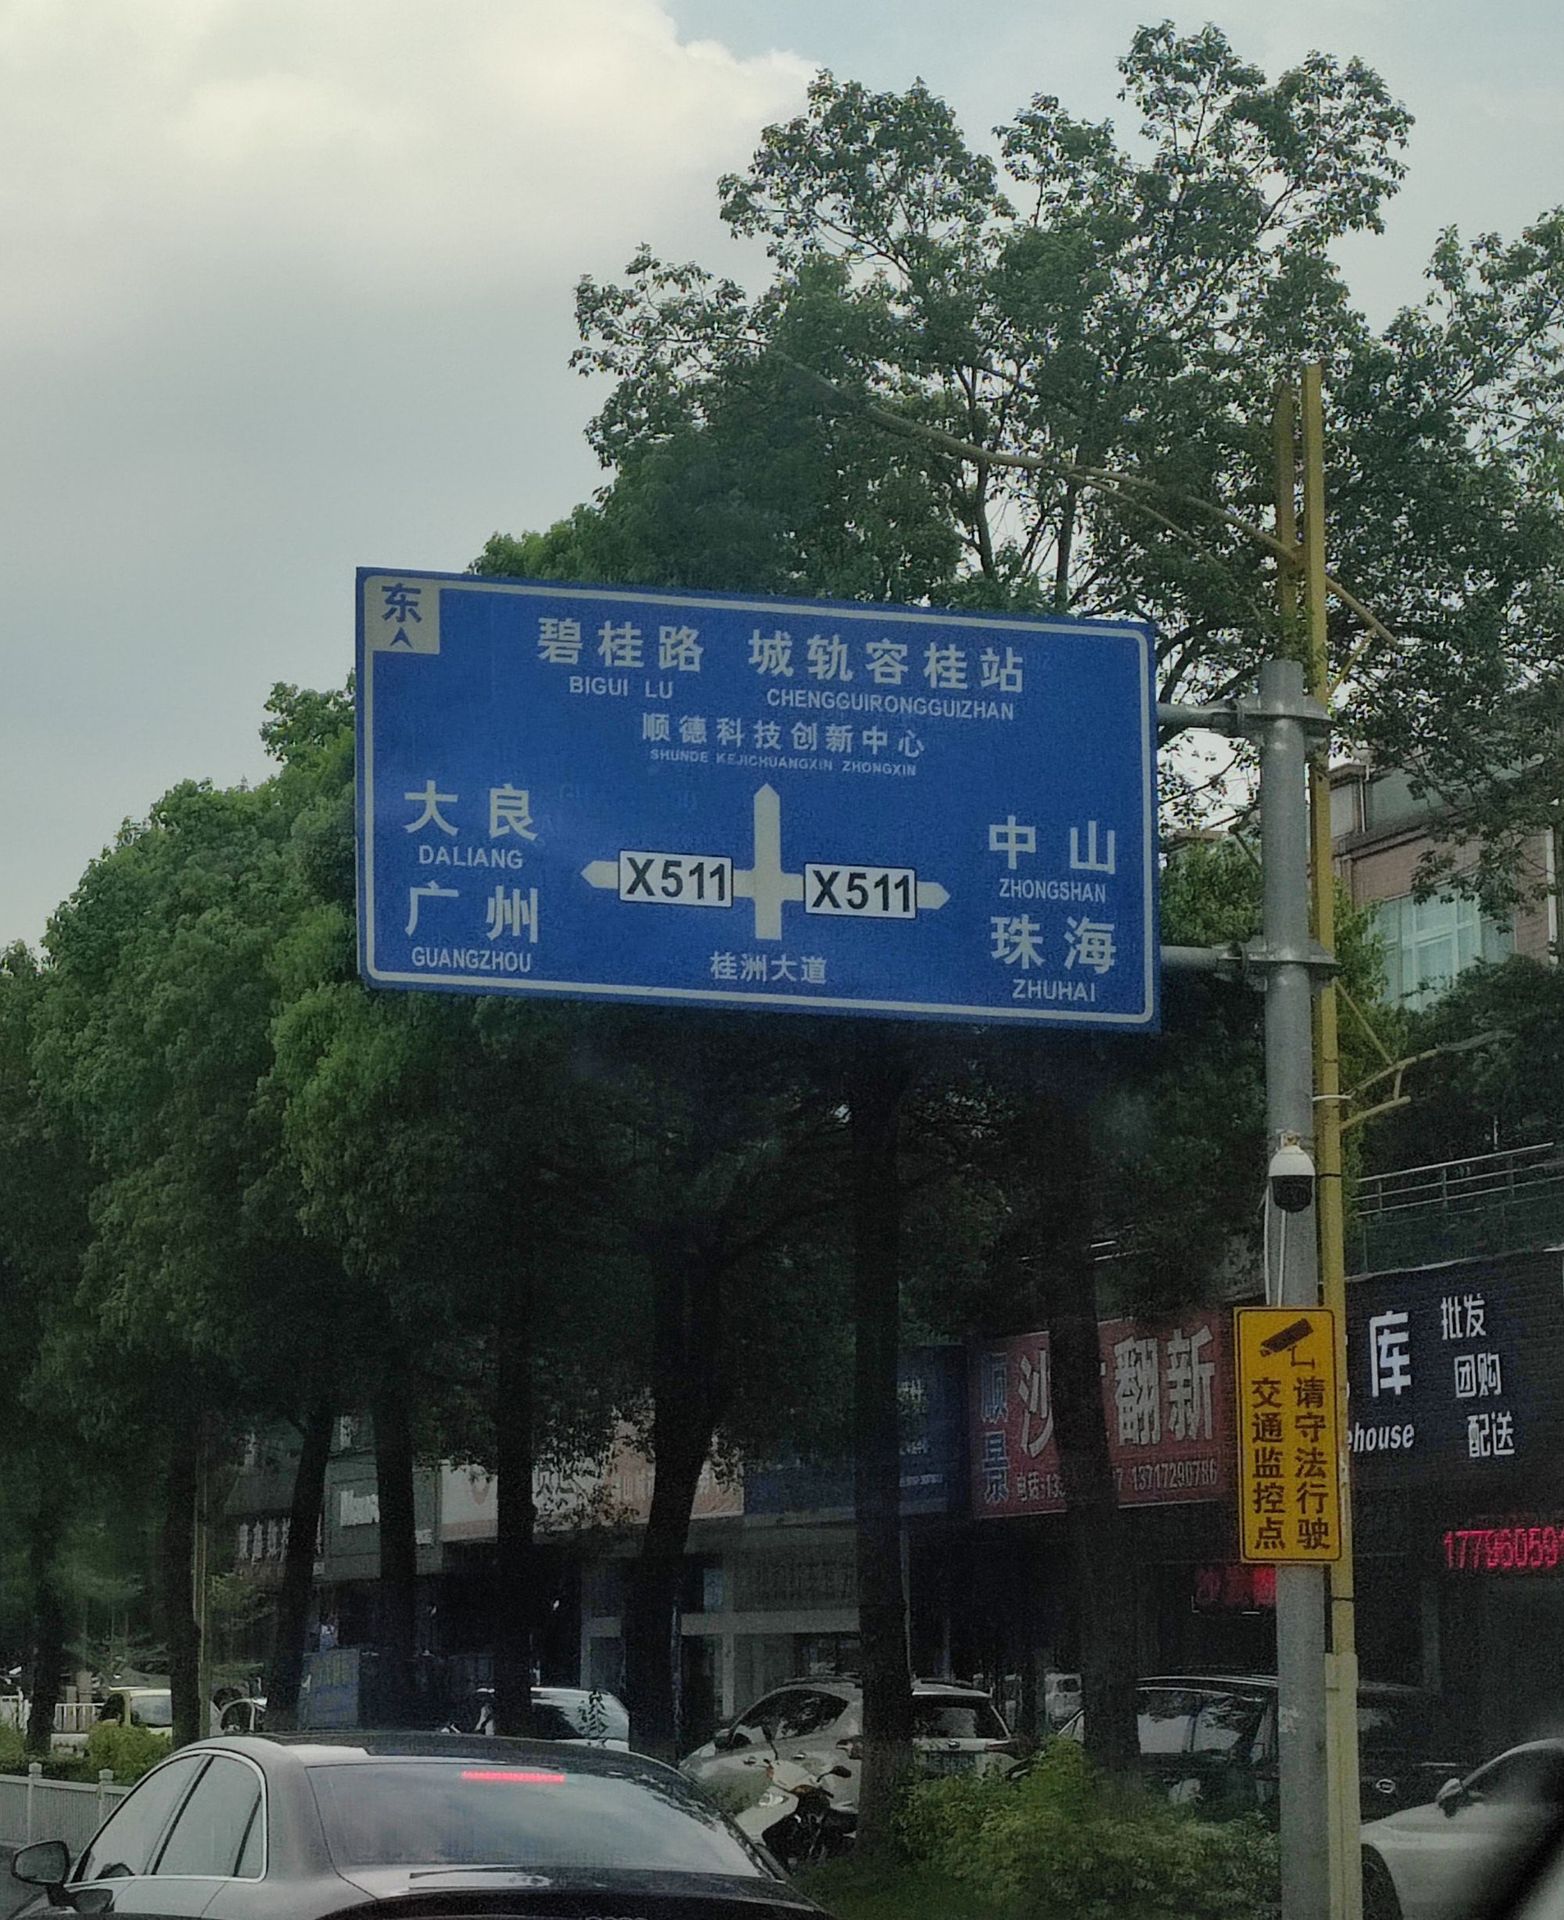 东
碧桂路 城轨容桂站
BIGUI LU CHENGGUIRONGGUIZHAN
顺德科技创新中心
SHUNDE KEJICHUANGXIN ZHONGXIN
大良
DALIANG
广州
GUANGZHOU
X511
X511
中山
ZHONGSHAN
珠海
ZHUHAI
桂洲大道
请守法行驶
交通监控点
库
批发
团购
配送
ehouse
顺景
沙
翻新
13717290786
1779605